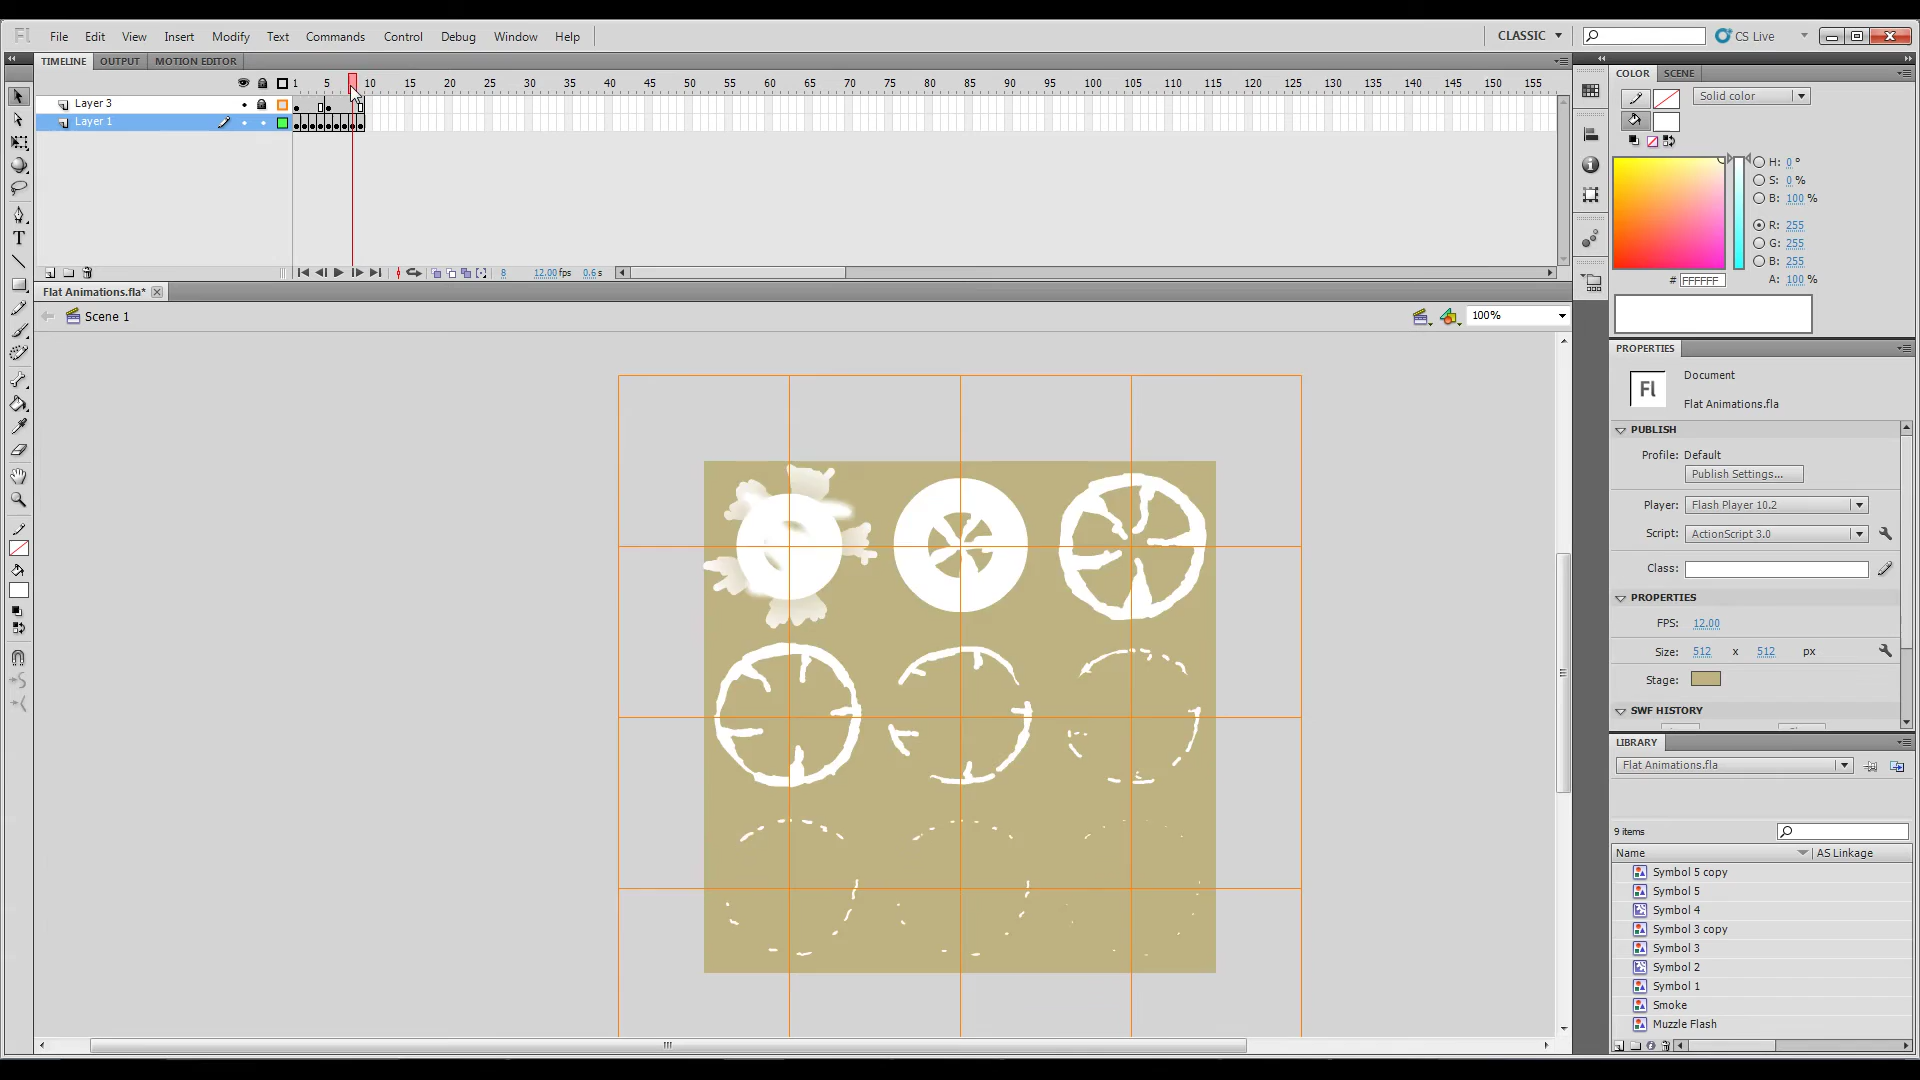 Fl File Edit View Insert Modify Text Commands Control Debug Window Help CLASSIC CS Live
TIMELINE OUTPUT MOTION EDITOR
1 5 10 15 20 25 30 35 40 45 50 55 60 65 70 75 80 85 90 95 100 105 110 115 120 125 130 135 140 145 150 155
Layer 3
Layer 1
8 12.00 fps 0.6 s
Flat Animations.fla*
Scene 1
100%
COLOR SCENE
Solid color
H: 0 °
S: 0 %
B: 100 %
R: 255
G: 255
B: 255
# FFFFFF A: 100 %
PROPERTIES
Fl
Document
Flat Animations.fla
PUBLISH
Profile: Default
Publish Settings...
Player: Flash Player 10.2
Script: ActionScript 3.0
Class:
PROPERTIES
FPS: 12.00
Size: 512 x 512 px
Stage:
SWF HISTORY
LIBRARY
Flat Animations.fla
9 items
Name AS Linkage
Symbol 5 copy
Symbol 5
Symbol 4
Symbol 3 copy
Symbol 3
Symbol 2
Symbol 1
Smoke
Muzzle Flash
T